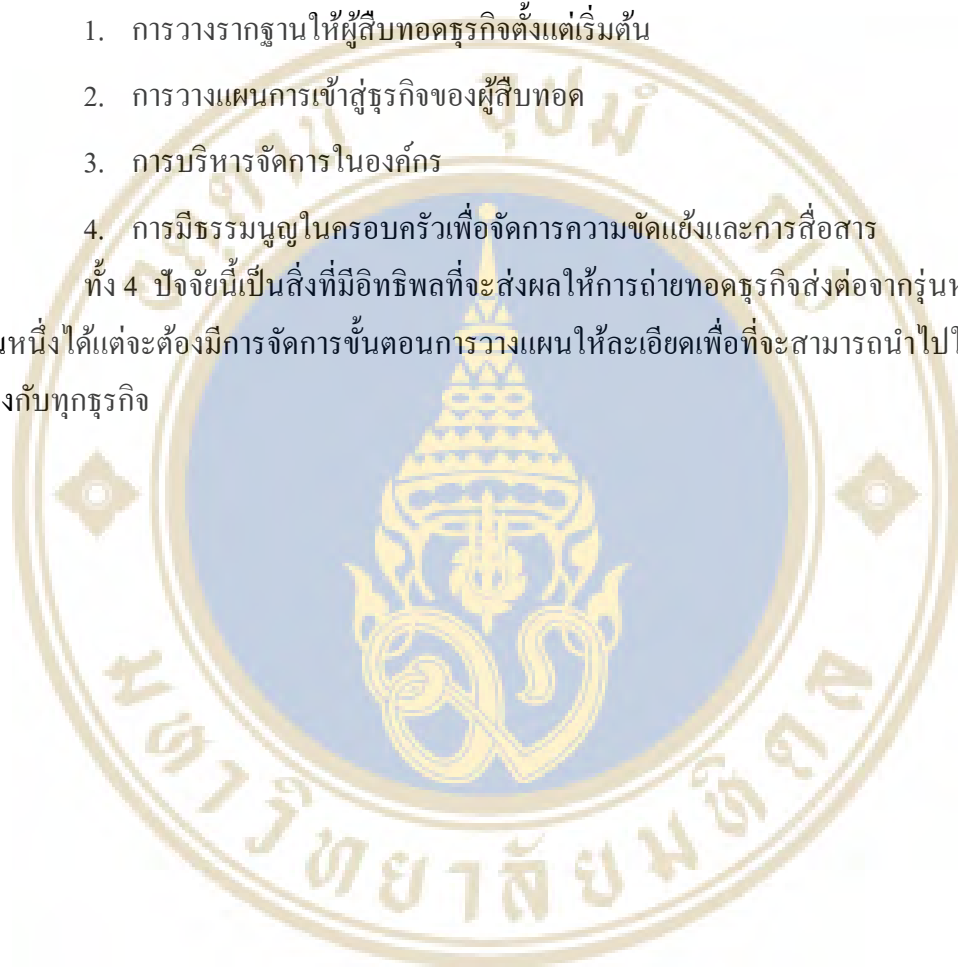 1. การวางรากฐานให้ผู้สืบทอดธุรกิจตั้งแต่เริ่มต้น
2. การวางแผนการเข้าสู่ธุรกิจของผู้สืบทอด
3. การบริหารจัดการในองค์กร
4. การมีธรรมนูญในครอบครัวเพื่อจัดการความขัดแย้งและการสื่อสาร
ทั้ง 4 ปัจจัยนี้เป็นสิ่งที่มีอิทธิพลที่จะส่งผลให้การถ่ายทอดธุรกิจส่งต่อจากรุ่น
หนึ่งได้แต่จะต้องมีการจัดการขั้นตอนการวางแผนให้ละเอียดเพื่อที่จะสามารถนำไป
กับทุกธุรกิจ
มหาวิทยาลัยมหิดล